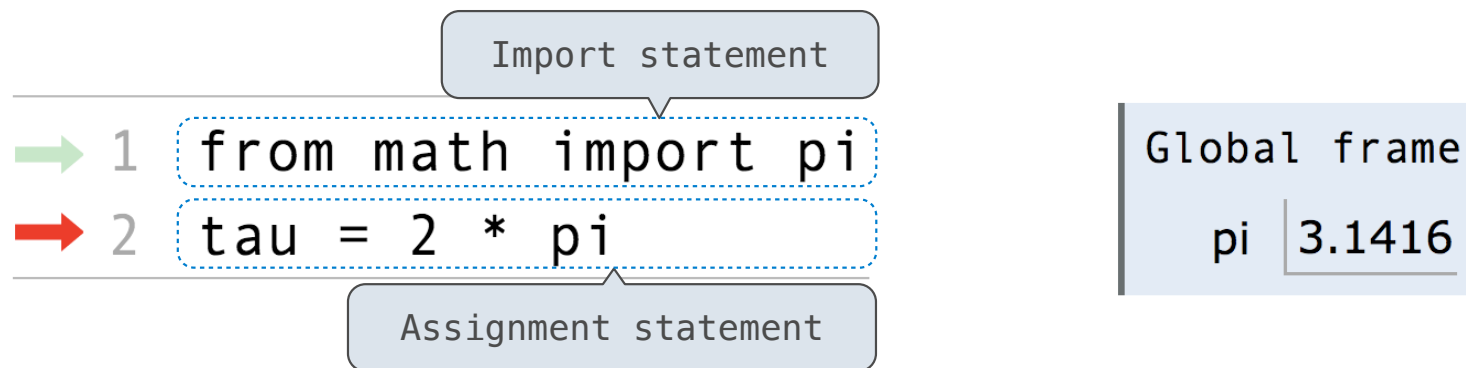 Import statement
1 from math import pi
2 tau = 2 * pi
Assignment statement
Global frame
pi 3.1416